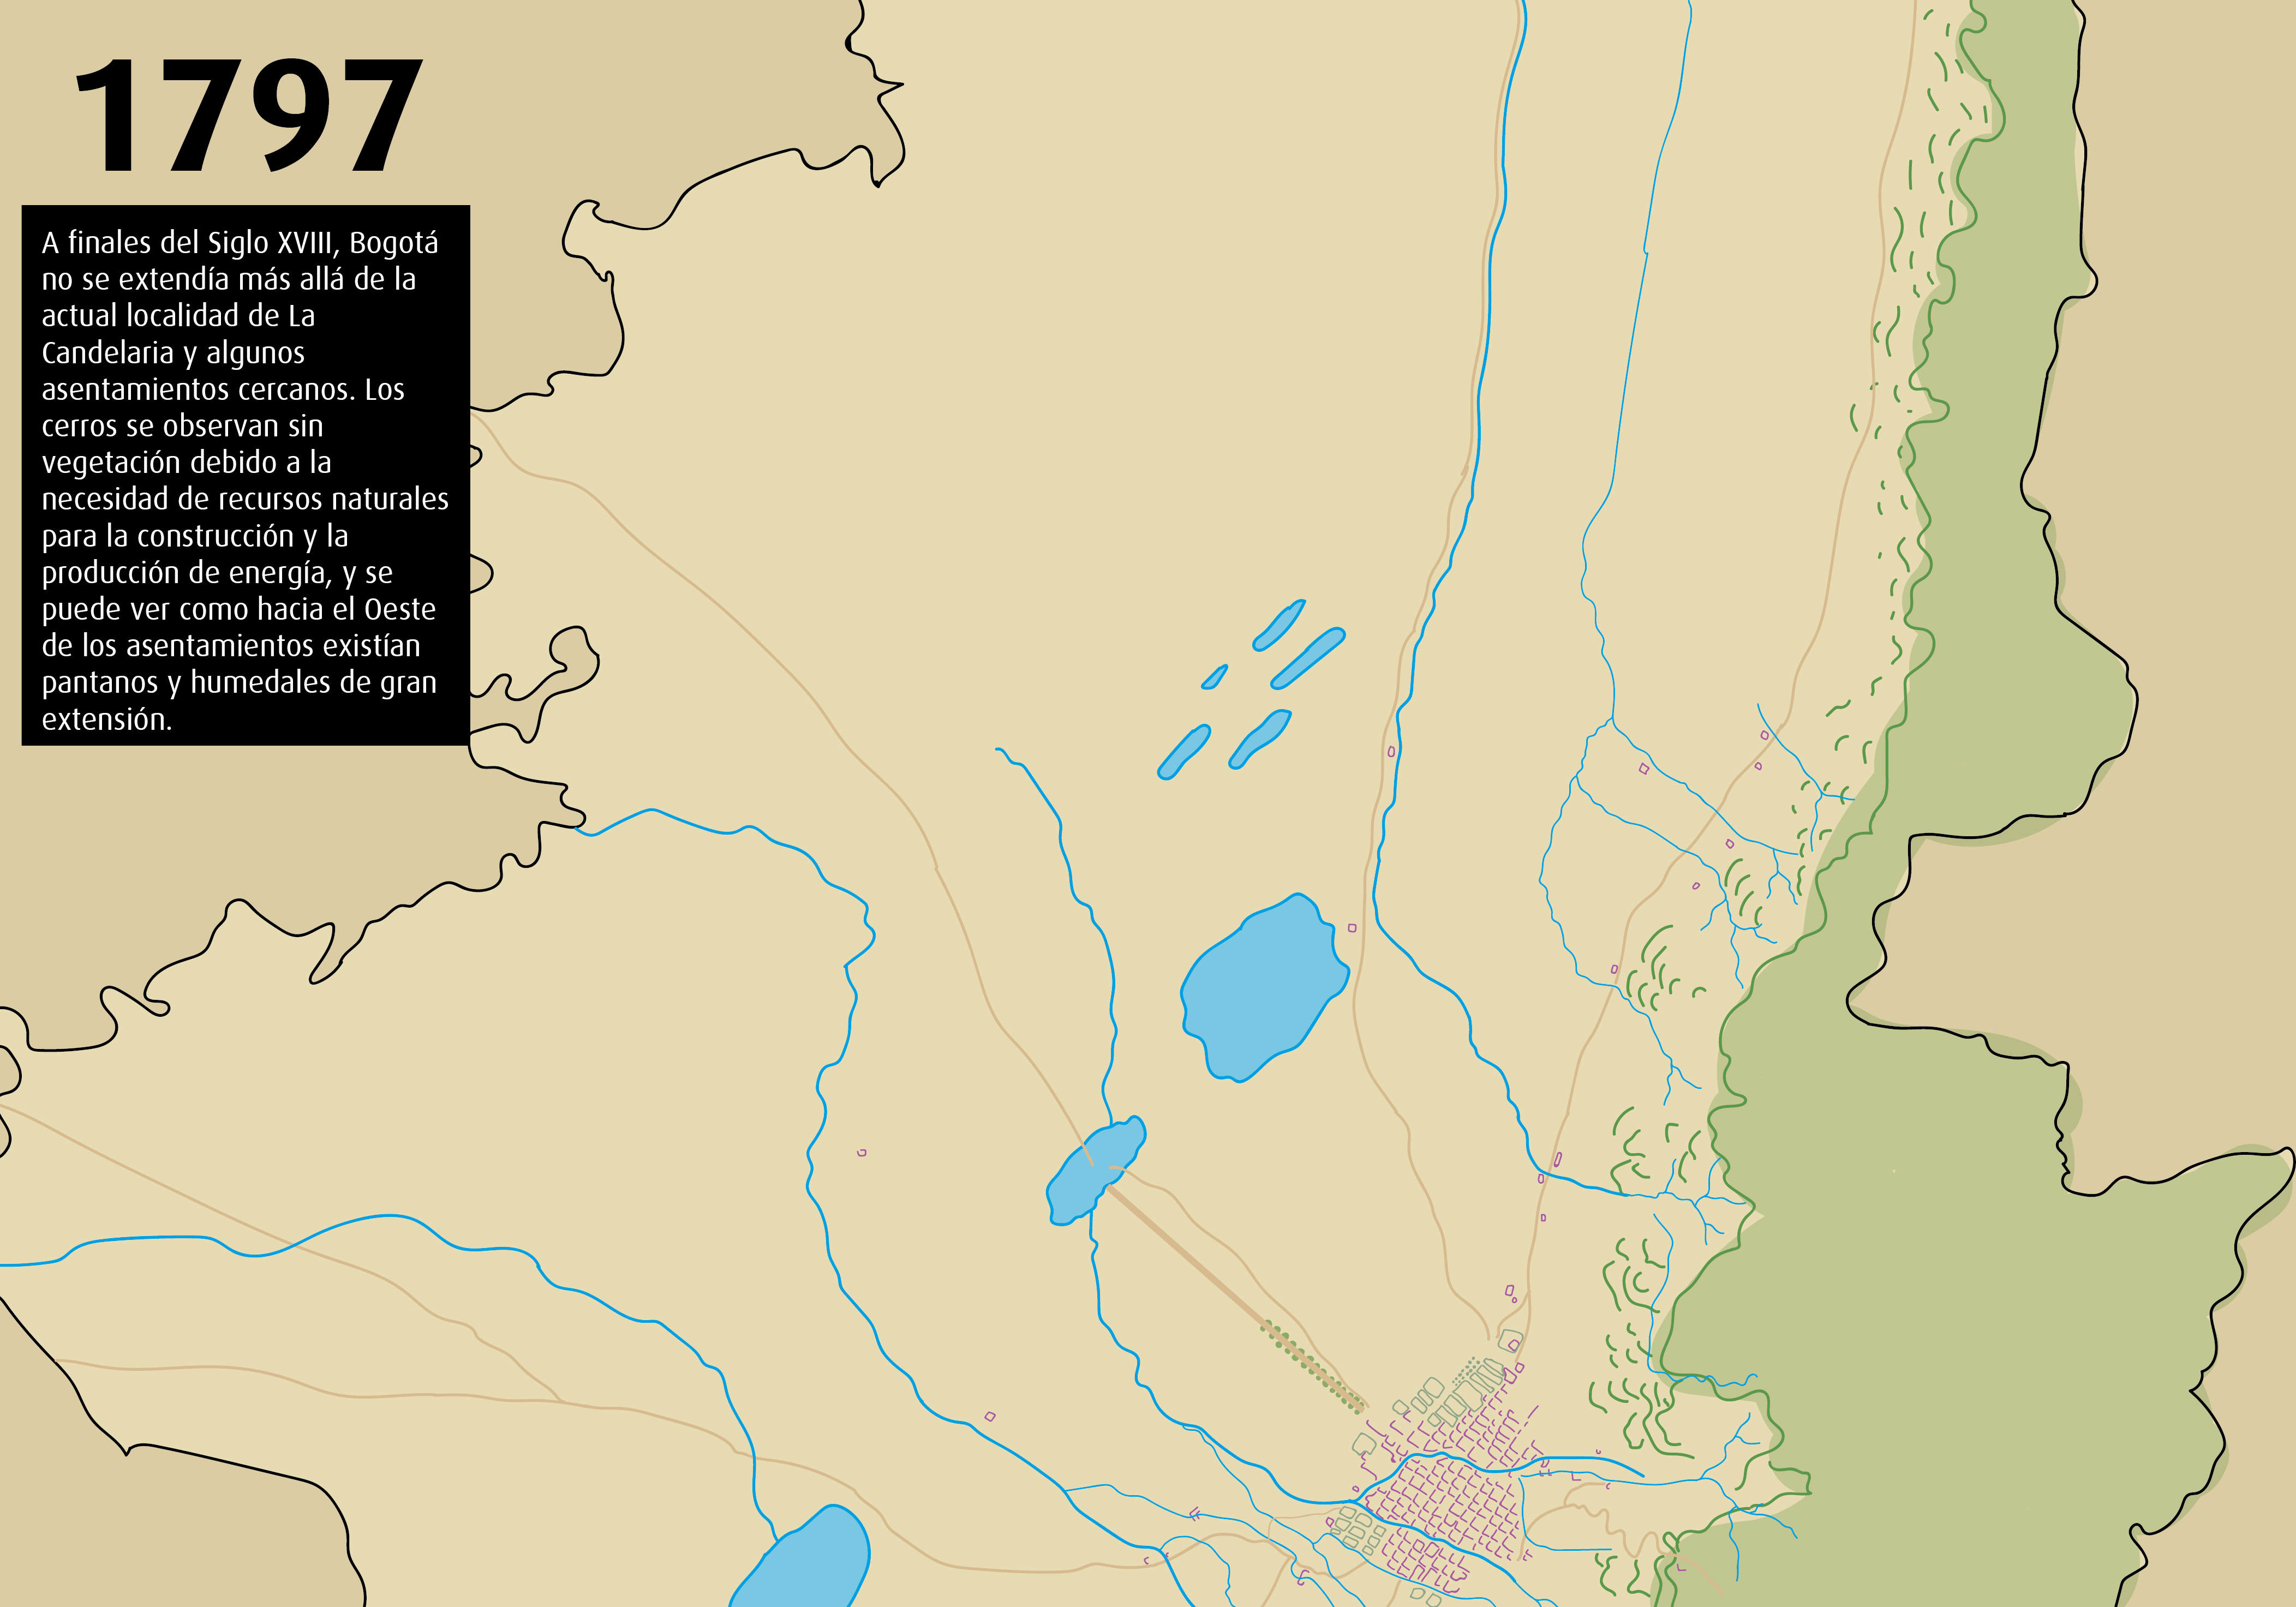 1797
A finales del Siglo XVIII, Bogotá
no se extendía más allá de la
actual localidad de La
Candelaria y algunos
asentamientos cercanos. Los
cerros se observan sin
vegetación debido a la
necesidad de recursos naturales
para la construcción y la
producción de energía, y se
puede ver como hacia el Oeste
de los asentamientos existían
pantanos y humedales de gran
extensión.